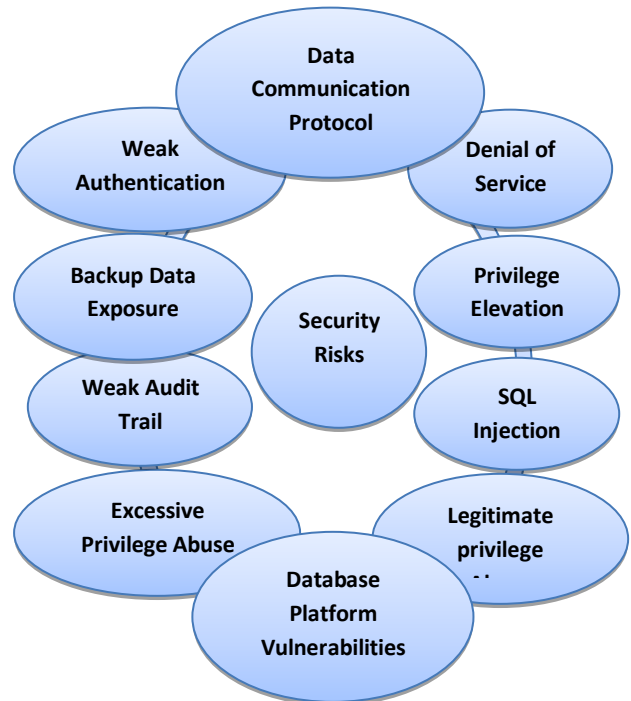 Data
Communication
Protocol
Weak
Authentication
Denial of
Service
Backup Data
Exposure
Privilege
Elevation
Security
Risks
Weak Audit
Trail
SQL
Injection
Excessive
Privilege Abuse
Legitimate
privilege
Database
Platform
Vulnerabilities